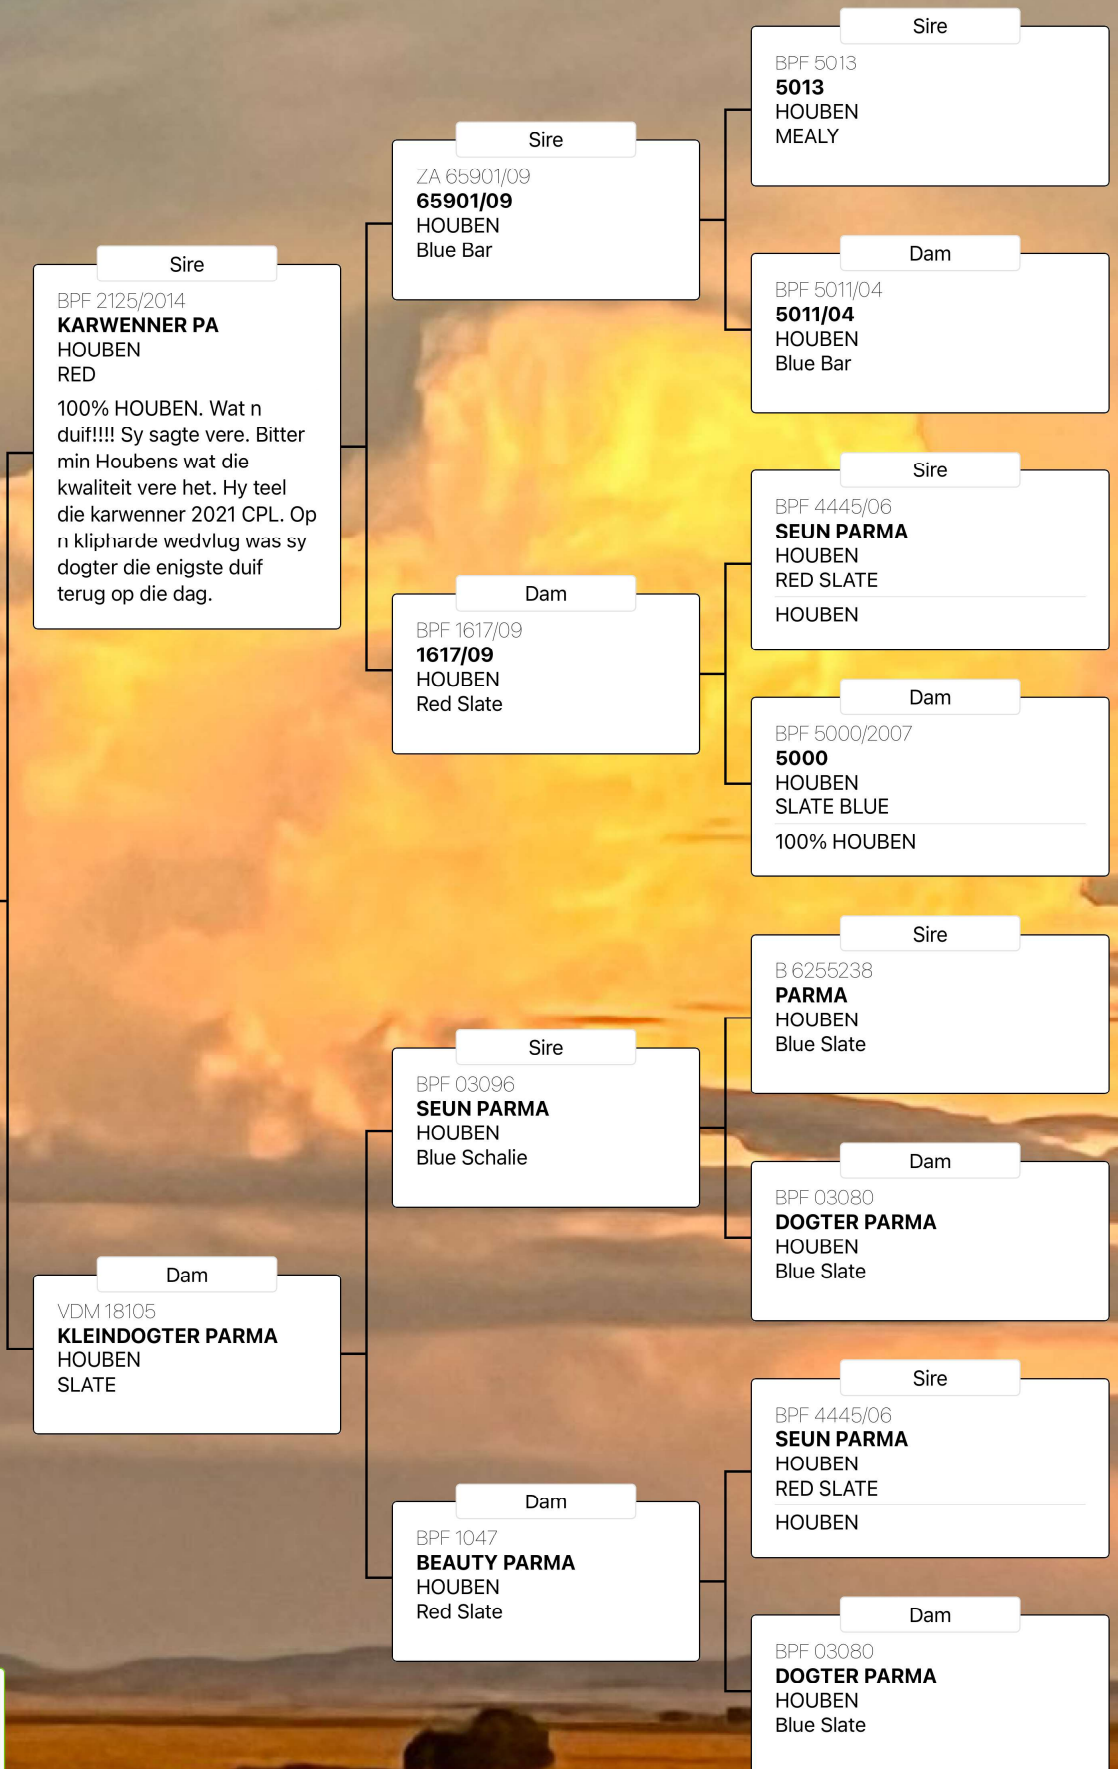 Sire
BPF 2125/2014
KARWENNER PA
HOUBEN
RED
100% HOUBEN. Wat n
duif!!!! Sy sagte vere. Bitter
min Houbens wat die
kwaliteit vere het. Hy teel
die karwenner 2021 CPL. Op
n klipharde wedvlug was sy
dogter die enigste duif
terug op die dag.
Dam
VDM 18105
KLEINDOGTER PARMA
HOUBEN
SLATE
Sire
ZA 65901/09
65901/09
HOUBEN
Blue Bar
Dam
BPF 1617/09
1617/09
HOUBEN
Red Slate
Sire
BPF 03096
SEUN PARMA
HOUBEN
Blue Schalie
Dam
BPF 1047
BEAUTY PARMA
HOUBEN
Red Slate
Sire
BPF 5013
5013
HOUBEN
MEALY
Dam
BPF 5011/04
5011/04
HOUBEN
Blue Bar
Sire
BPF 4445/06
SEUN PARMA
HOUBEN
RED SLATE
HOUBEN
Dam
BPF 5000/2007
5000
HOUBEN
SLATE BLUE
100% HOUBEN
Sire
B 6255238
PARMA
HOUBEN
Blue Slate
Dam
BPF 03080
DOGTER PARMA
HOUBEN
Blue Slate
Sire
BPF 4445/06
SEUN PARMA
HOUBEN
RED SLATE
HOUBEN
Dam
BPF 03080
DOGTER PARMA
HOUBEN
Blue Slate